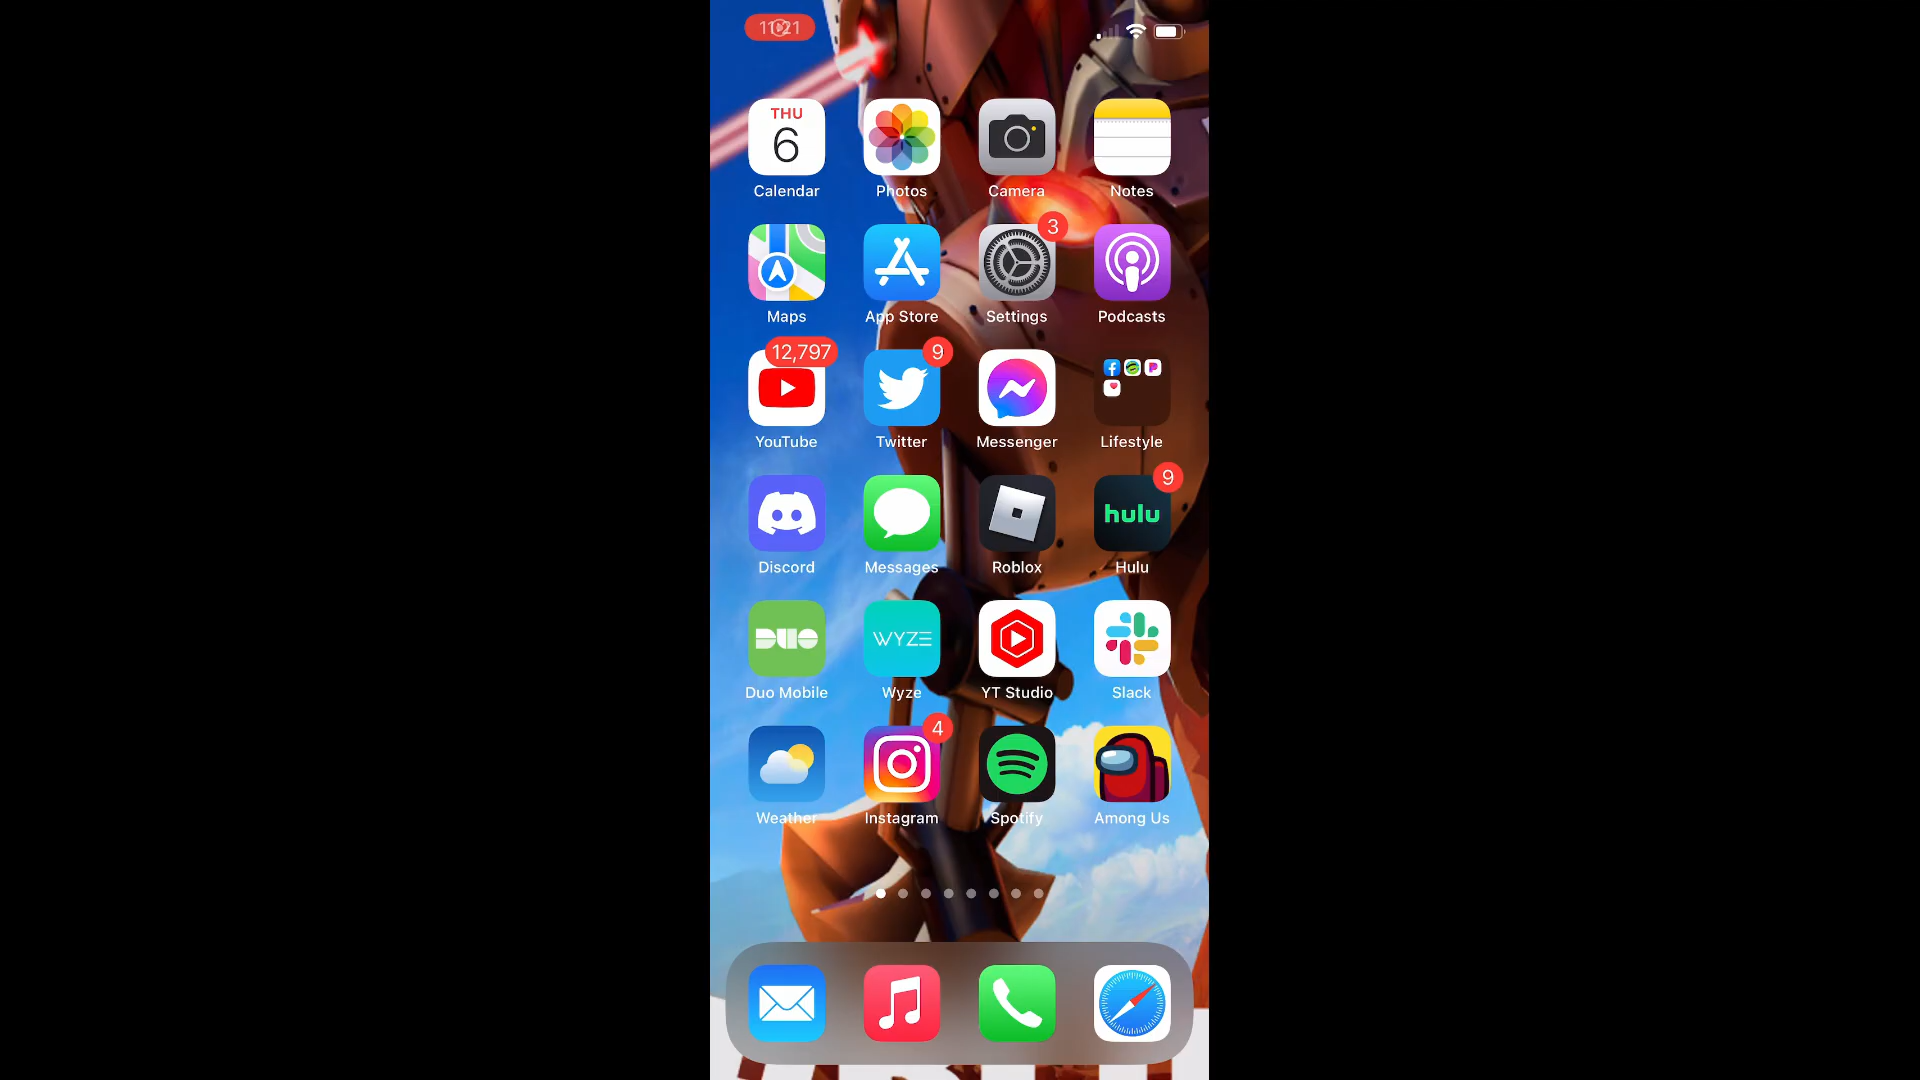 11:21
THU
6
Calendar Photos Camera Notes
3
Maps App Store Settings Podcasts
12,797 9
YouTube Twitter Messenger Lifestyle
9
hulu
Discord Messages Roblox Hulu
DUO WYZE
Duo Mobile Wyze YT Studio Slack
4
Weather Instagram Spotify Among Us